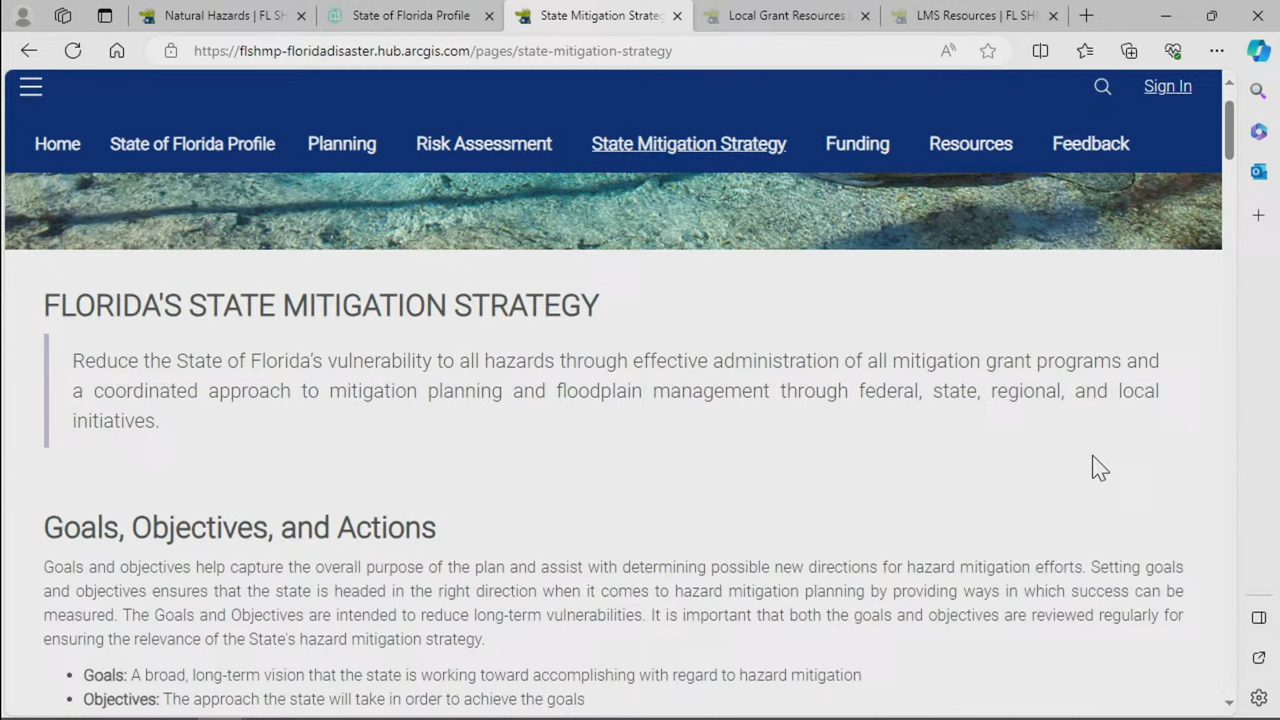 Natural Hazards | FL SH
State of Florida Profile
State Mitigation Strateg
Local Grant Resources |
LMS Resources | FL SHM
https://flshmp-floridadisaster.hub.arcgis.com/pages/state-mitigation-strategy
Sign In
Home State of Florida Profile Planning Risk Assessment State Mitigation Strategy Funding Resources Feedback
FLORIDA'S STATE MITIGATION STRATEGY
Reduce the State of Florida's vulnerability to all hazards through effective administration of all mitigation grant programs and
a coordinated approach to mitigation planning and floodplain management through federal, state, regional, and local
initiatives.
Goals, Objectives, and Actions
Goals and objectives help capture the overall purpose of the plan and assist with determining possible new directions for hazard mitigation efforts. Setting goals
and objectives ensures that the state is headed in the right direction when it comes to hazard mitigation planning by providing ways in which success can be
measured. The Goals and Objectives are intended to reduce long-term vulnerabilities. It is important that both the goals and objectives are reviewed regularly for
ensuring the relevance of the State's hazard mitigation strategy.
• Goals: A broad, long-term vision that the state is working toward accomplishing with regard to hazard mitigation
• Objectives: The approach the state will take in order to achieve the goals